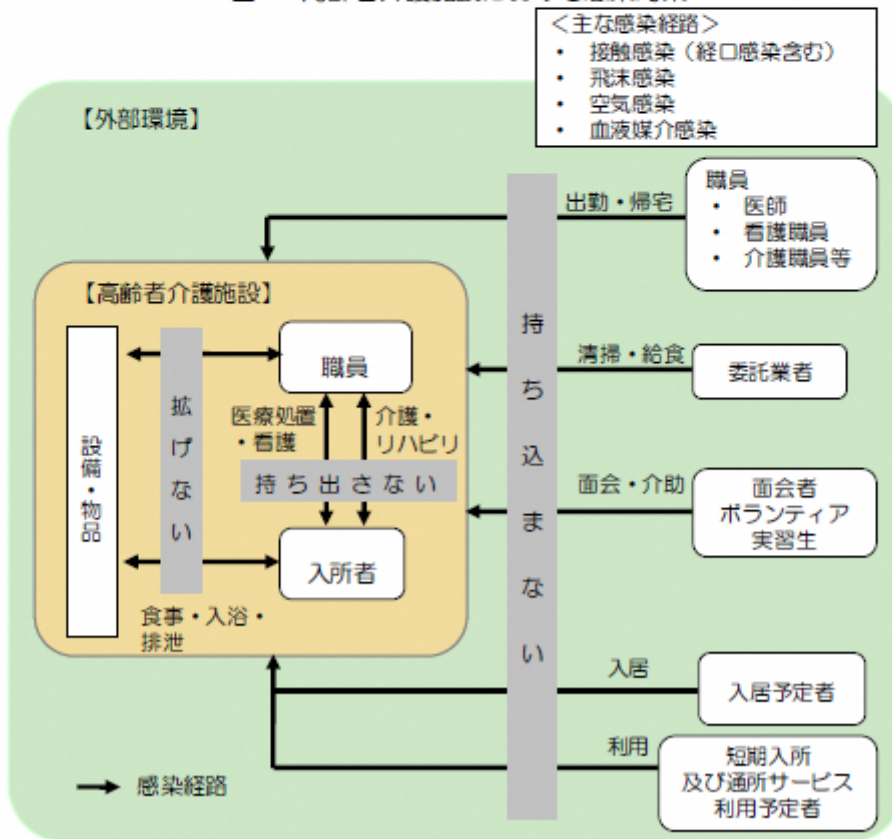 <主な感染経路>
・ 接触感染（経口感染含む）
・ 飛沫感染
・ 空気感染
・ 血液媒介感染
【外部環境】
職員
・ 医師
・ 看護職員
・ 介護職員等
出勤・帰宅
【高齢者介護施設】
持ち込まない
職員
清掃・給食
委託業者
拡げない
設備・物品
医療処置
・看護
介護・
リハビリ
持ち出さない
面会・介助
面会者
ボランティア
実習生
入所者
食事・入浴・
排泄
入居
入居予定者
利用
短期入所
及び通所サービス
利用予定者
感染経路